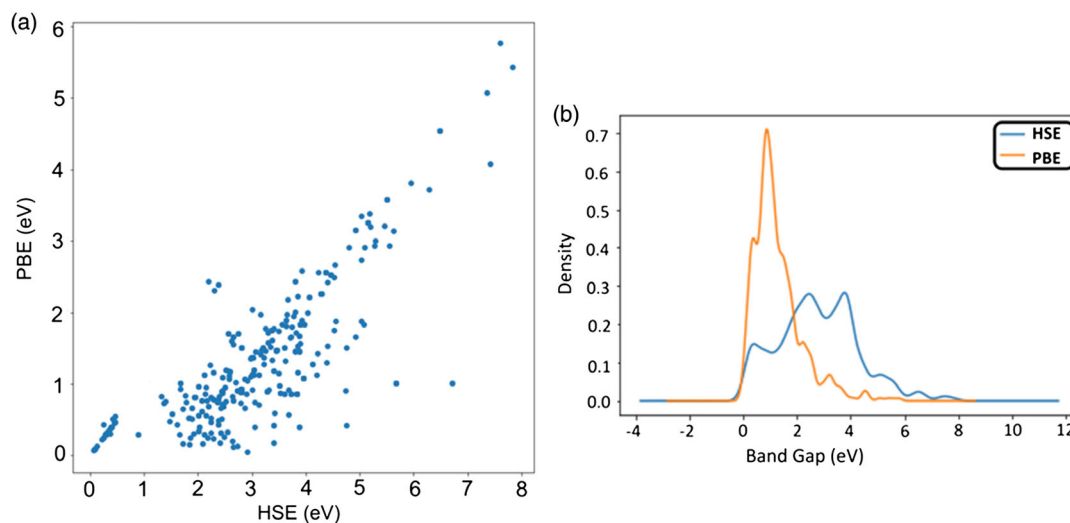 (a)
6
5
4
3
2
1
0
PBE (eV)
0 1 2 3 4 5 6 7 8
HSE (eV)
(b)
HSE
PBE
0.7
0.6
0.5
0.4
0.3
0.2
0.1
0.0
Density
-4 -2 0 2 4 6 8 10 12
Band Gap (eV)